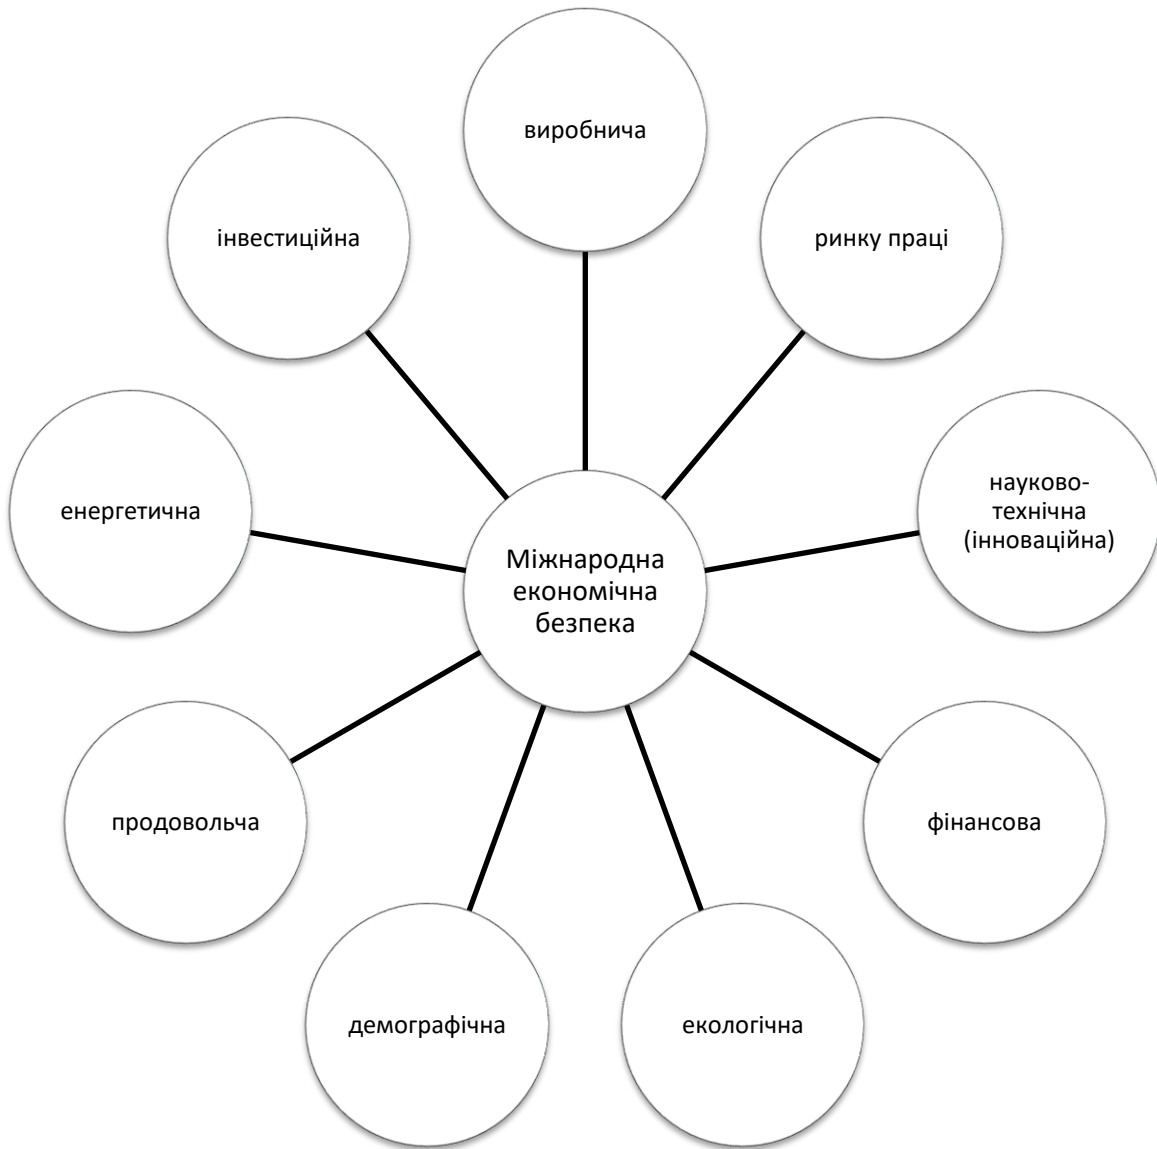 виробнича
інвестиційна
ринку праці
енергетична
науково-
технічна
(інноваційна)
Міжнародна
економічна
безпека
продовольча
фінансова
демографічна
екологічна